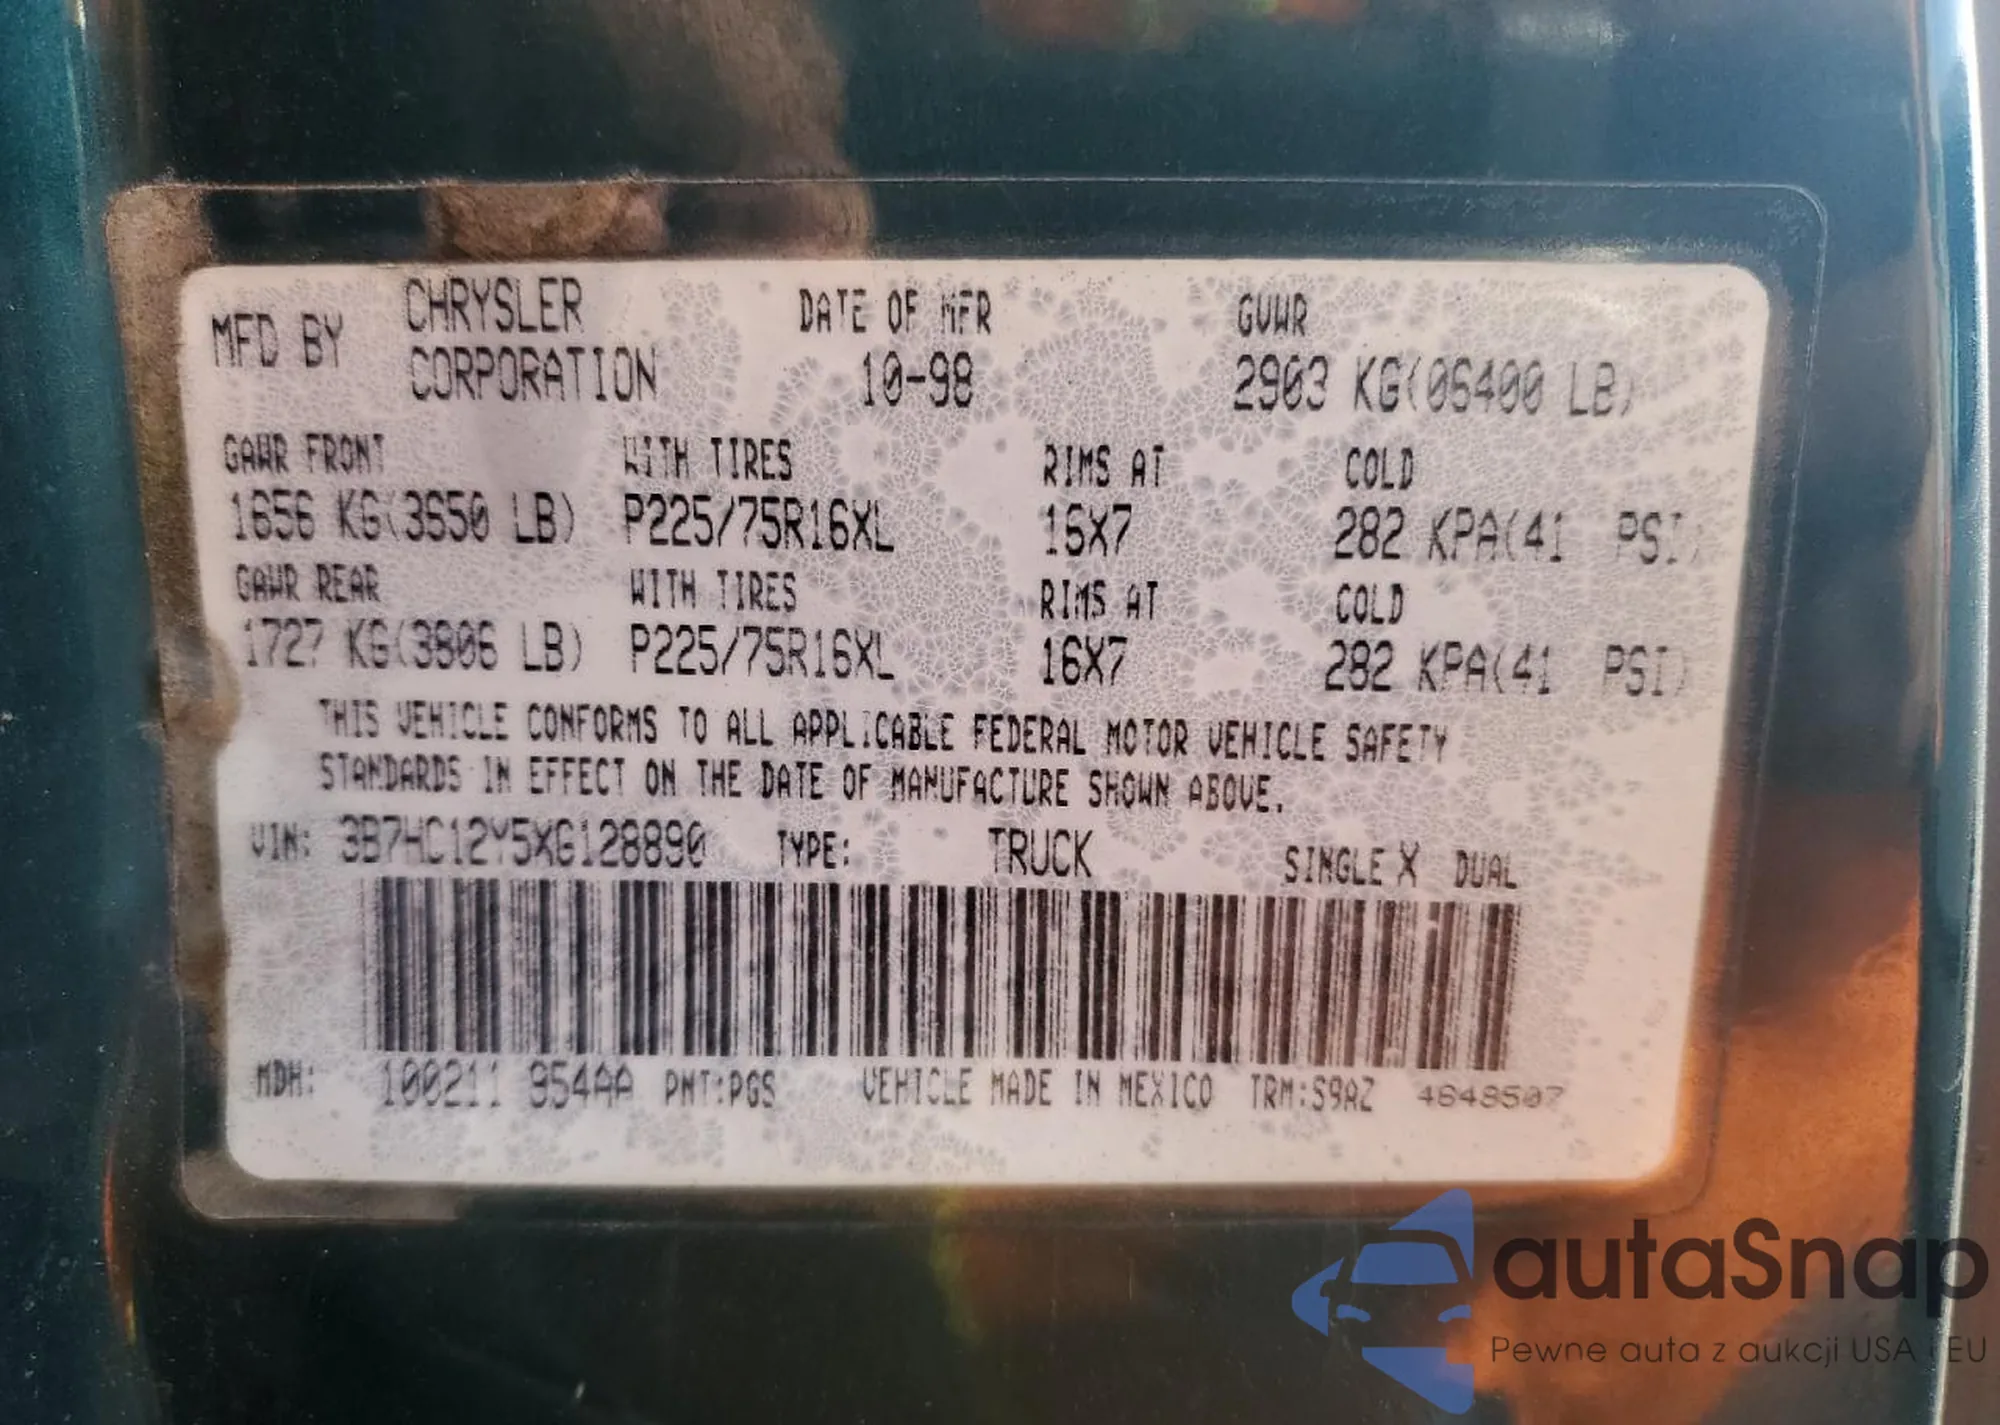 MFD BY CHRYSLER CORPORATION DATE OF MFR 10-98 GVWR 2903 KG(06400 LB)
GAWR FRONT WITH TIRES RIMS AT COLD
1656 KG(3650 LB) P225/75R16XL 16X7 282 KPA(41 PSI)
GAWR REAR WITH TIRES RIMS AT COLD
1727 KG(3806 LB) P225/75R16XL 16X7 282 KPA(41 PSI)
THIS VEHICLE CONFORMS TO ALL APPLICABLE FEDERAL MOTOR VEHICLE SAFETY
STANDARDS IN EFFECT ON THE DATE OF MANUFACTURE SHOWN ABOVE.
VIN: 3B7HC12Y5XG128890 TYPE: TRUCK SINGLE X DUAL
MDH: 100211 954AA PNT:PGS VEHICLE MADE IN MEXICO TRM:S9AZ 4648507
autaSnap
Pewne auta z aukcji USA i EU